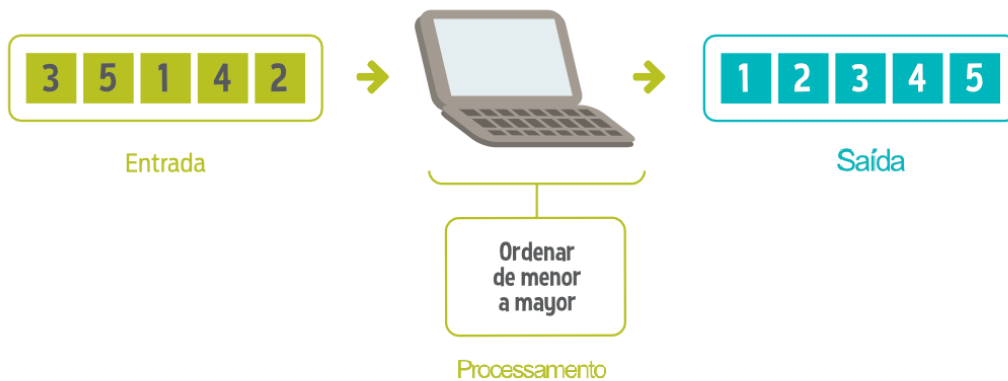 3 5 1 4 2
1 2 3 4 5
Entrada
Saída
Ordenar
de menor
a mayor
Processamento